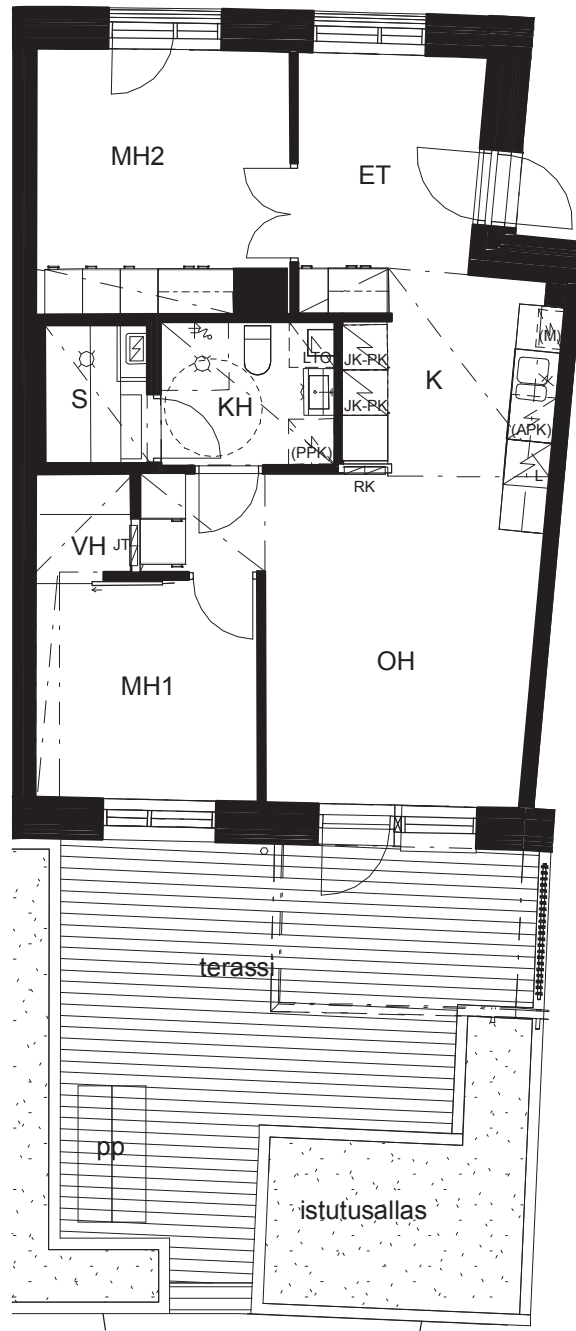 MH2
ET
LTO
JK-PK
(M)
S
KH
K
JK-PK
(APK)
(PPK)
L
RK
VH
JT
OH
MH1
terassi
pp
istutusallas